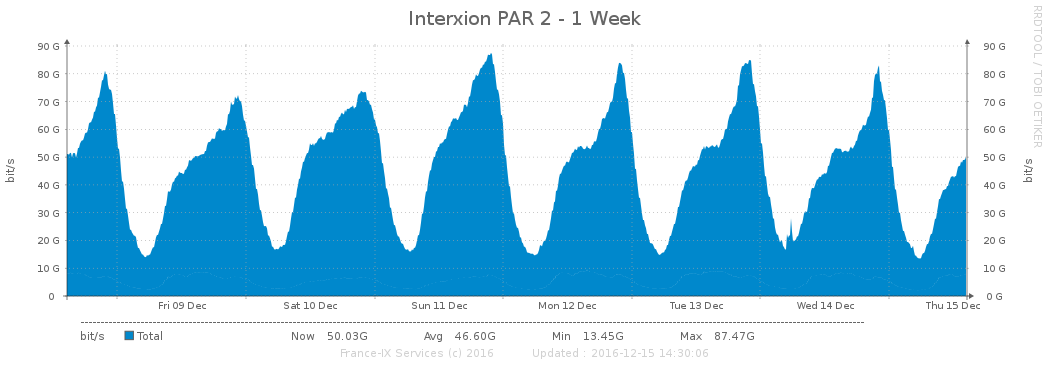 Interxion PAR 2 - 1 Week
RRDTOOL / TOBI OETIKER
90 G 90 G
80 G 80 G
70 G 70 G
60 G 60 G
50 G 50 G
40 G 40 G
30 G 30 G
20 G 20 G
10 G 10 G
0 0 G
bit/s bit/s
Fri 09 Dec Sat 10 Dec Sun 11 Dec Mon 12 Dec Tue 13 Dec Wed 14 Dec Thu 15 Dec
bit/s Total Now 50.03G Avg 46.60G Min 13.45G Max 87.47G
France-IX Services (c) 2016 Updated : 2016-12-15 14:30:06